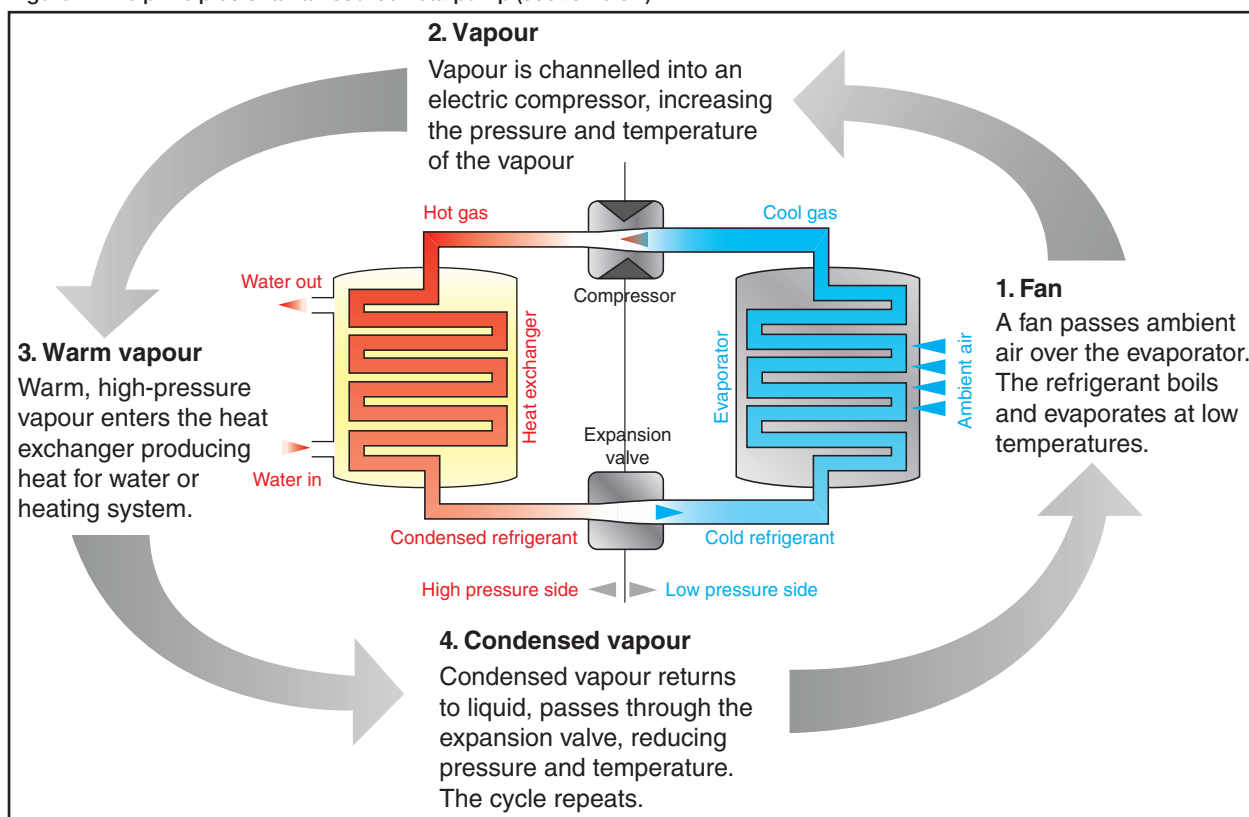 2. Vapour
Vapour is channelled into an
electric compressor, increasing
the pressure and temperature
of the vapour
Hot gas
Cool gas
Water out
Compressor
Heat exchanger
Evaporator
Ambient air
1. Fan
A fan passes ambient
air over the evaporator.
The refrigerant boils
and evaporates at low
temperatures.
3. Warm vapour
Warm, high-pressure
vapour enters the heat
exchanger producing
heat for water or
heating system.
Water in
Expansion
valve
Condensed refrigerant
Cold refrigerant
High pressure side
Low pressure side
4. Condensed vapour
Condensed vapour returns
to liquid, passes through the
expansion valve, reducing
pressure and temperature.
The cycle repeats.